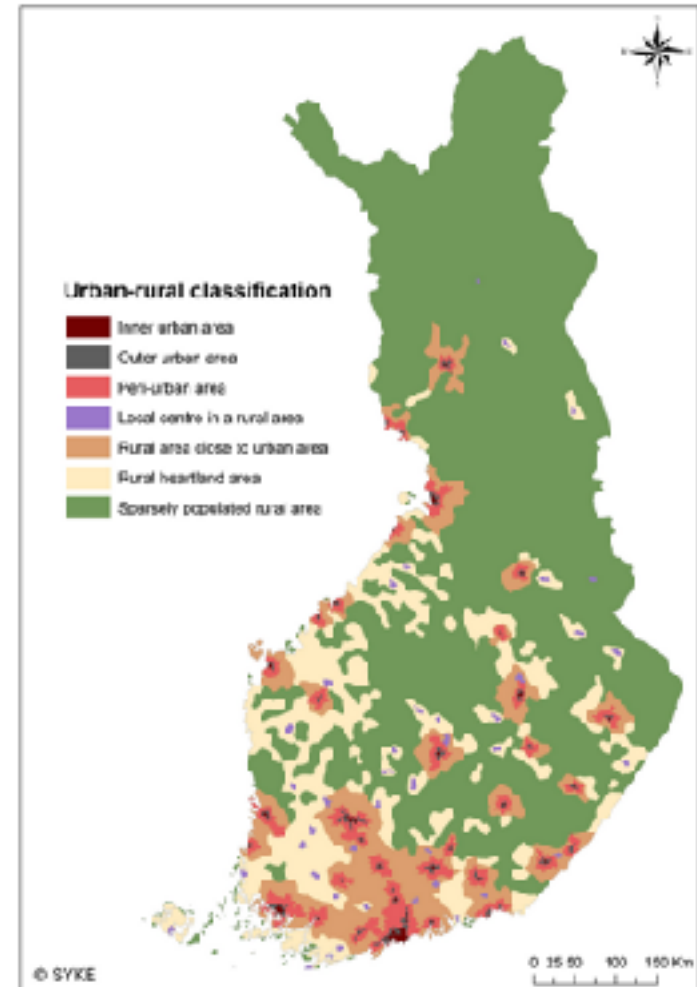 Urban-rural classification
Inner urban area
Outer urban area
Peri-urban area
Local centre in a rural area
Rural area close to urban area
Rural heartland area
Sparsely populated rural area
0 25 50 100 150 Km
© SYKE